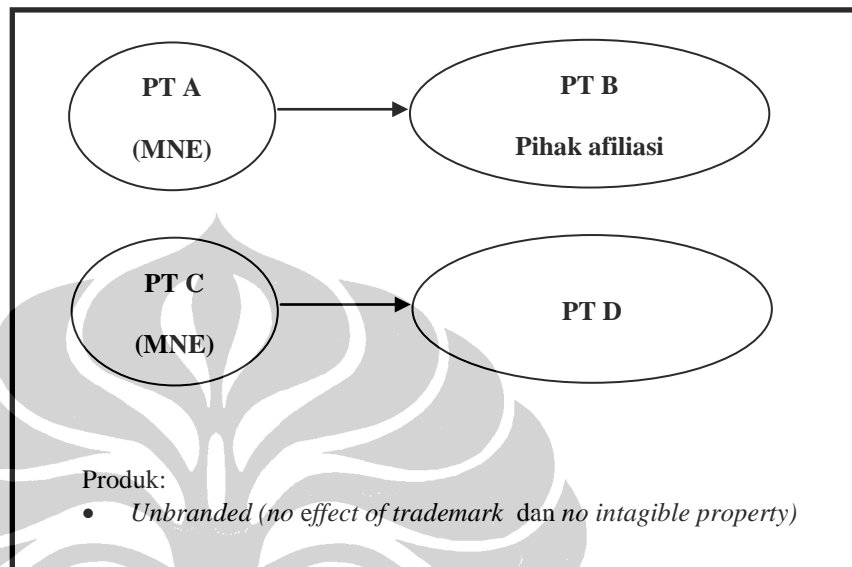 PT A
(MNE)
PT B
Pihak afiliasi
PT C
(MNE)
PT D
Produk:
• Unbranded (no effect of trademark dan no intagible property)